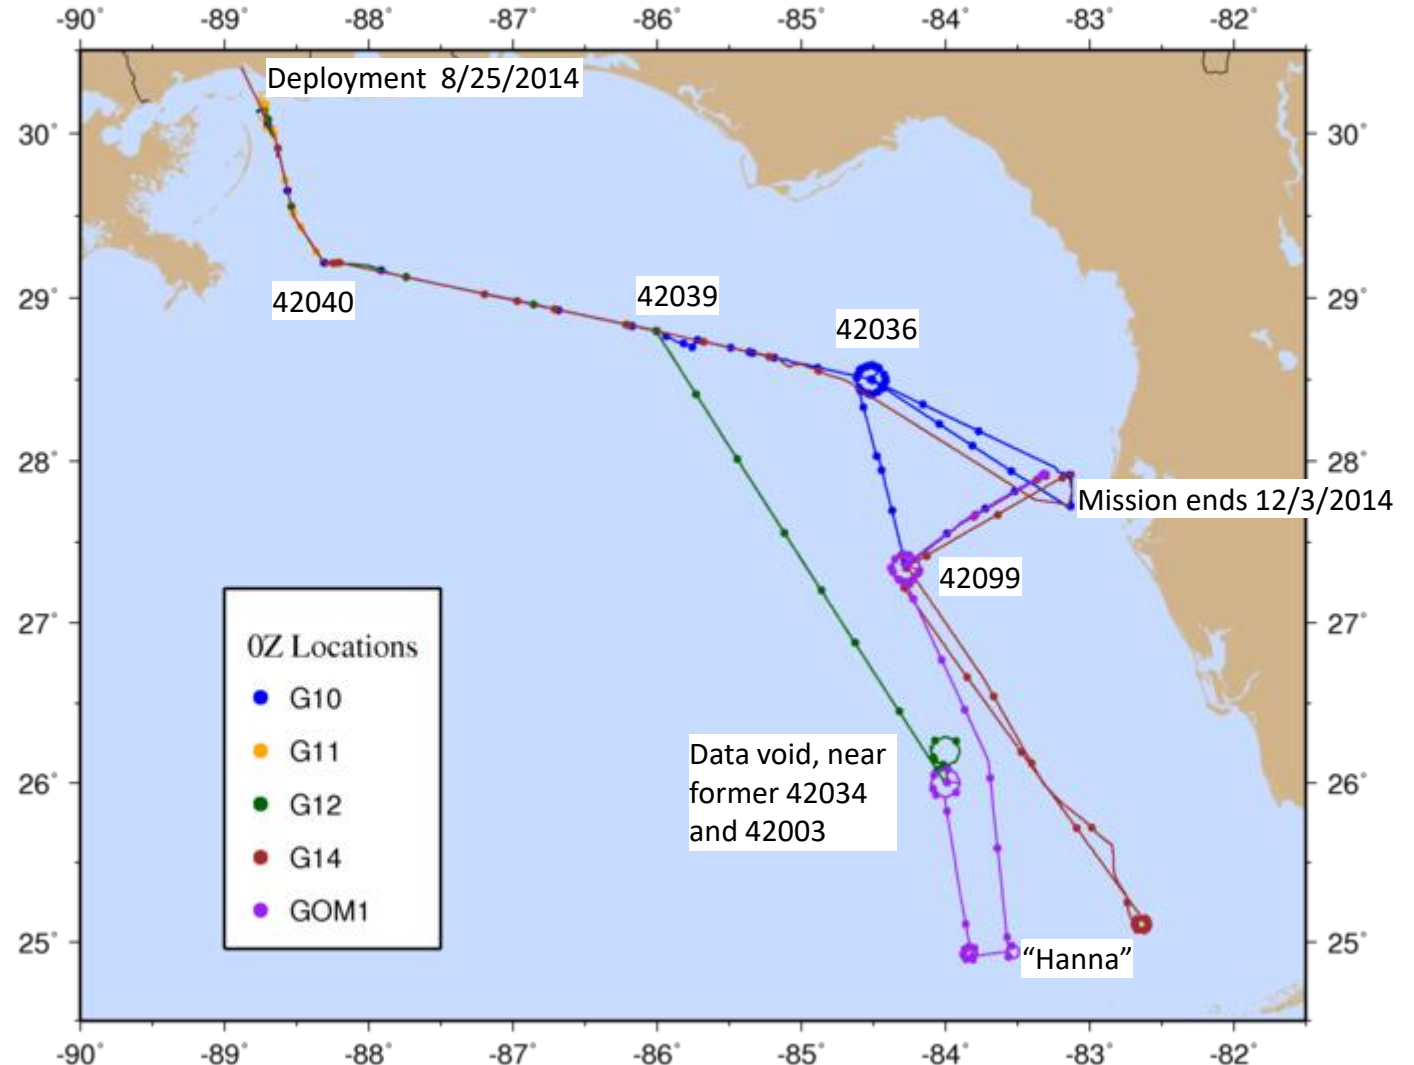 -90° -89° -88° -87° -86° -85° -84° -83° -82°
Deployment 8/25/2014
30° 30°
42040
42039
42036
29° 29°
28° 28°
Mission ends 12/3/2014
42099
27° 27°
0Z Locations
G10
G11
G12
G14
GOM1
Data void, near
former 42034
and 42003
26° 26°
25° 25°
“Hanna”
-90° -89° -88° -87° -86° -85° -84° -83° -82°